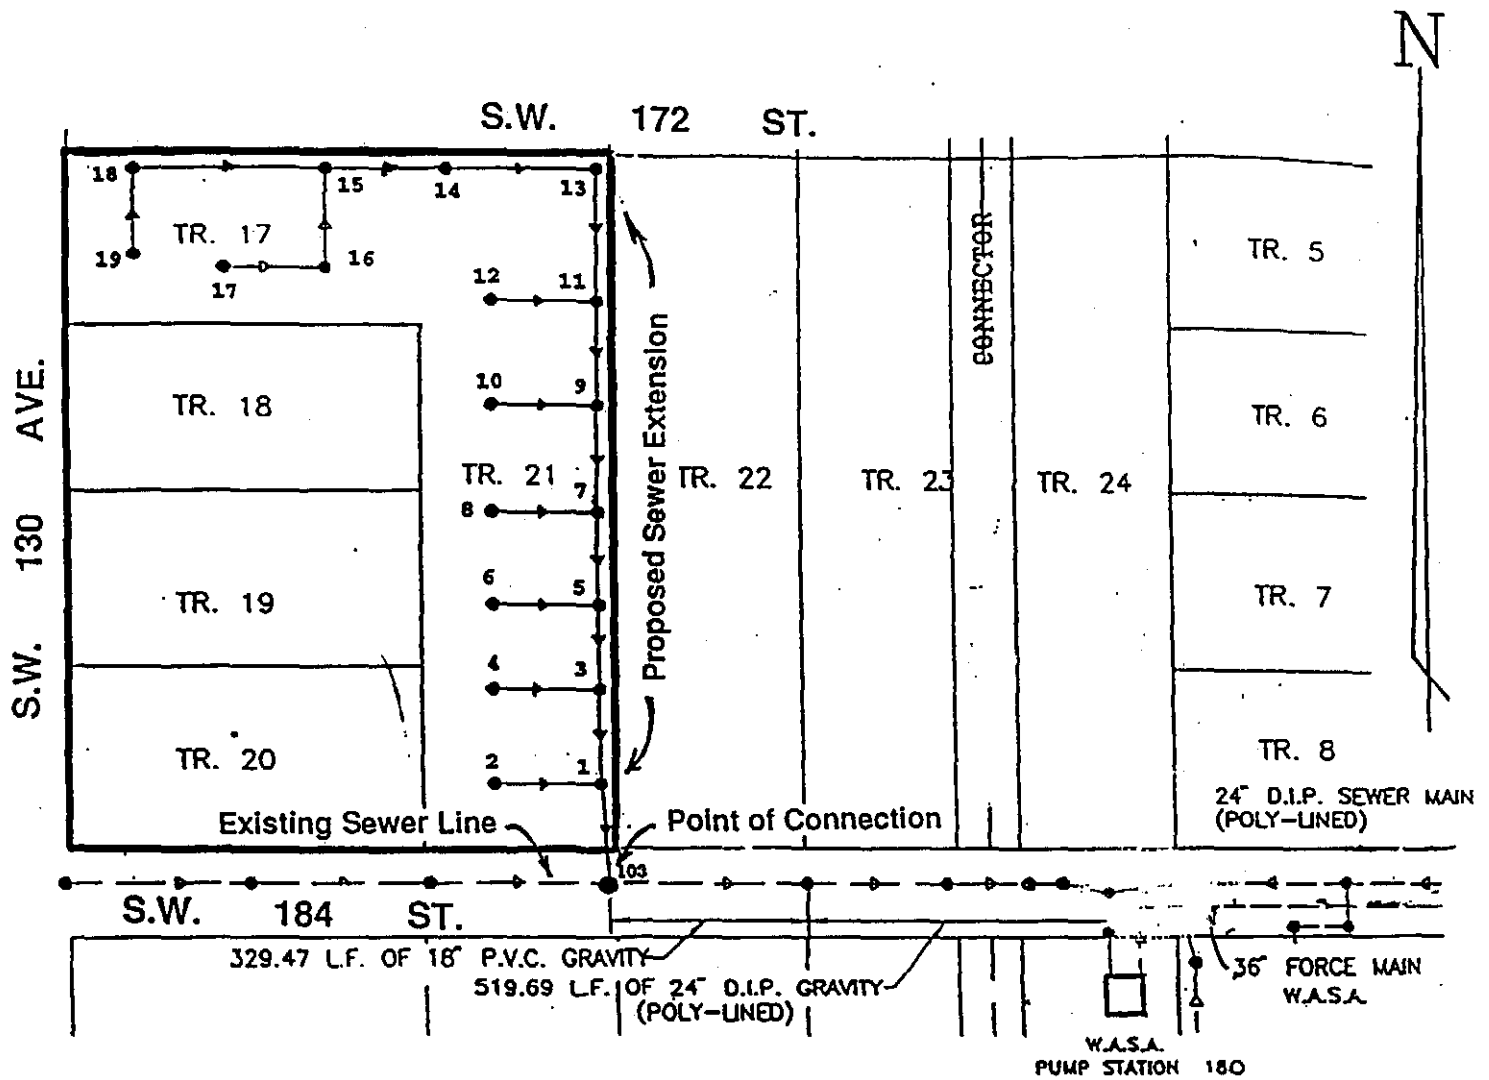 N
S.W. 172 ST.
18
15
14
13
TR. 17
19
16
17
12
11
CONNECTOR
TR. 5
S.W. 130 AVE.
TR. 18
10
9
Proposed Sewer Extension
TR. 6
TR. 21
7
8
TR. 22
TR. 23
TR. 24
TR. 19
6
5
TR. 7
4
3
TR. 20
2
1
TR. 8
24" D.I.P. SEWER MAIN
(POLY-LINED)
Existing Sewer Line
Point of Connection
103
S.W. 184 ST.
329.47 L.F. OF 18" P.V.C. GRAVITY
519.69 L.F. OF 24" D.I.P. GRAVITY
(POLY-LINED)
36" FORCE MAIN
W.A.S.A.
W.A.S.A.
PUMP STATION 180